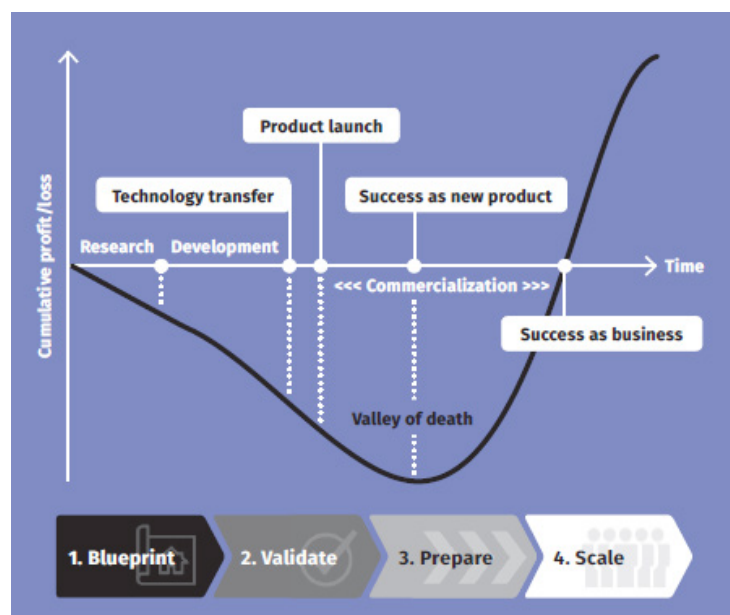 Cumulative profit/loss
Product launch
Technology transfer
Success as new product
Research
Development
Time
<<< Commercialization >>>
Success as business
Valley of death
1. Blueprint
2. Validate
3. Prepare
4. Scale